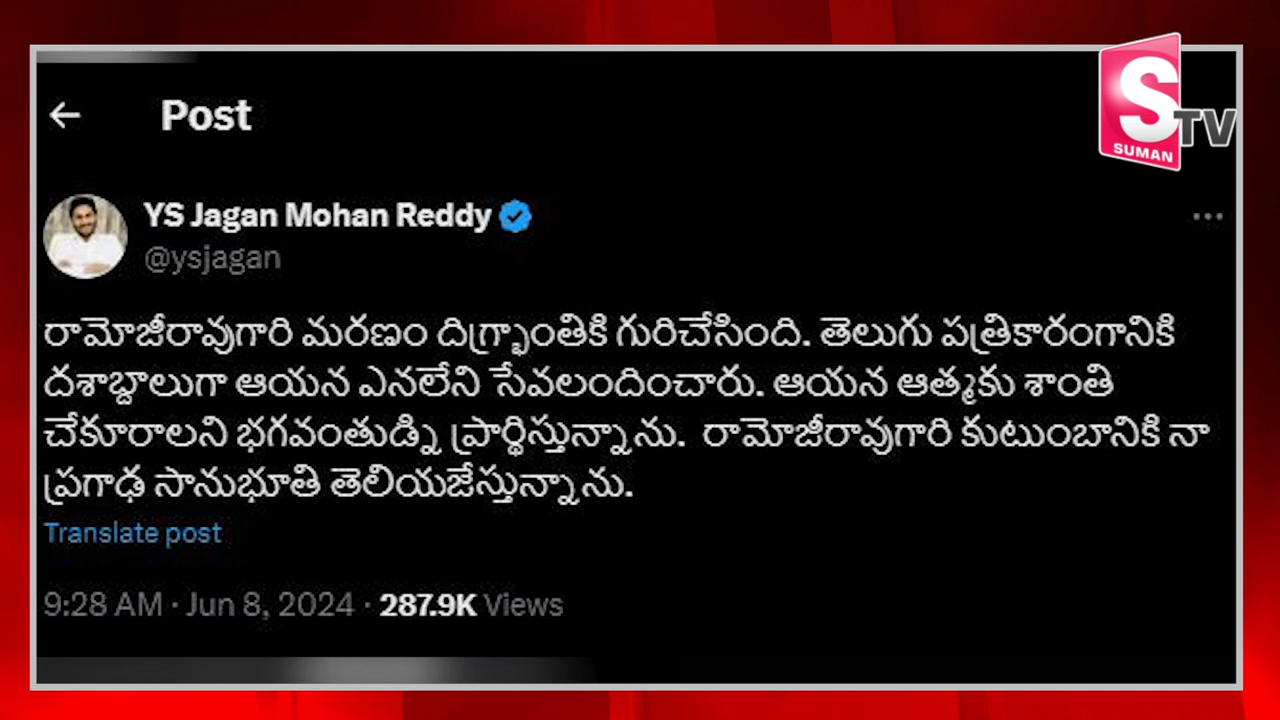 Post
S TV
SUMAN
YS Jagan Mohan Reddy
@ysjagan
రామోజీరావుగారి మరణం దిగ్భ్రాంతికి గురిచేసింది. తెలుగు పత్రికారంగానికి
దశాబ్దాలుగా ఆయన ఎనలేని సేవలందించారు. ఆయన ఆత్మకు శాంతి
చేకూరాలని భగవంతుడ్ని ప్రార్థిస్తున్నాను. రామోజీరావుగారి కుటుంబానికి నా
ప్రగాఢ సానుభూతి తెలియజేస్తున్నాను.
Translate post
9:28 AM · Jun 8, 2024 · 287.9K Views